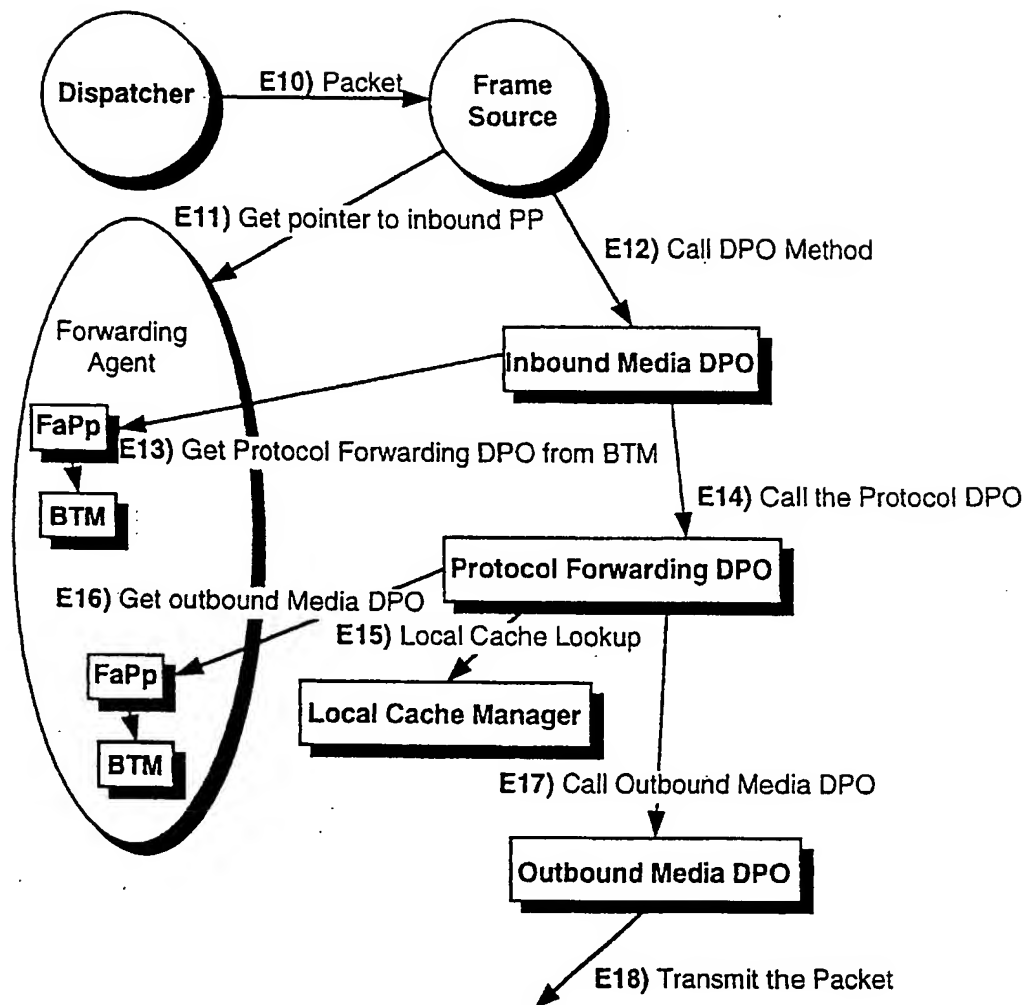 Dispatcher
E10) Packet
Frame
Source
E11) Get pointer to inbound PP
E12) Call DPO Method
Forwarding
Agent
Inbound Media DPO
FaPp
E13) Get Protocol Forwarding DPO from BTM
BTM
E14) Call the Protocol DPO
Protocol Forwarding DPO
E16) Get outbound Media DPO
E15) Local Cache Lookup
FaPp
Local Cache Manager
BTM
E17) Call Outbound Media DPO
Outbound Media DPO
E18) Transmit the Packet